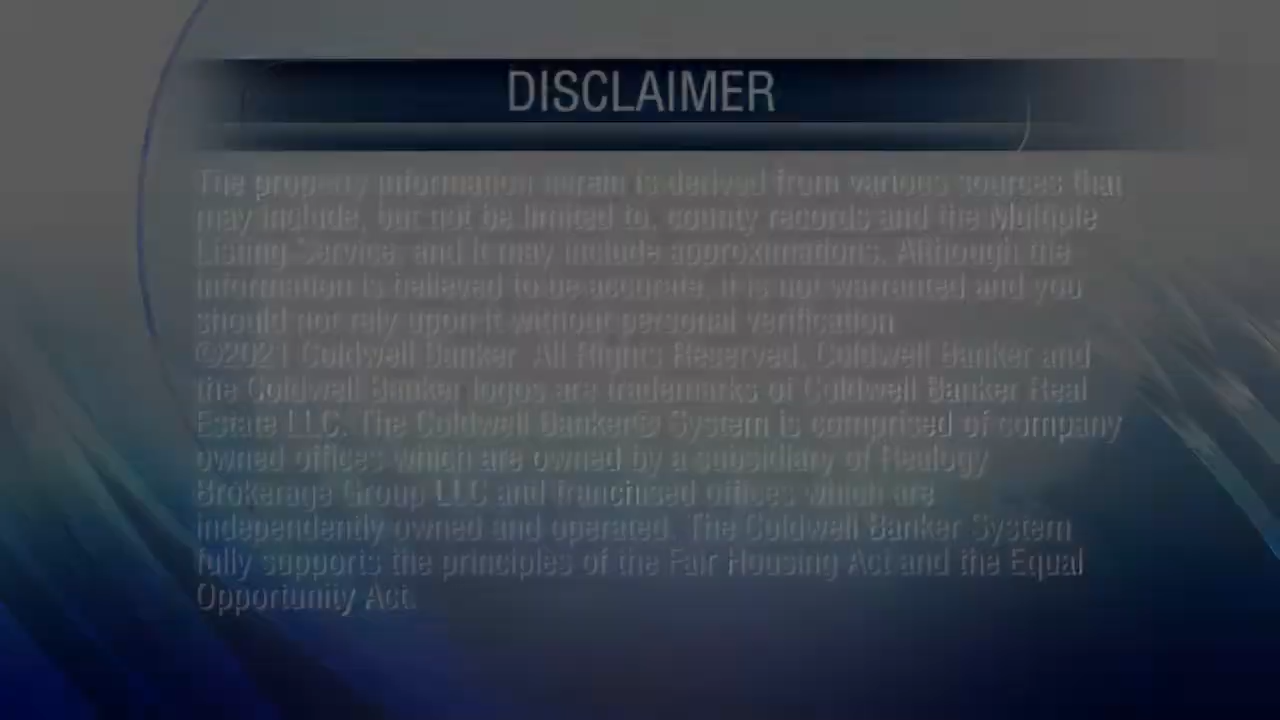 DISCLAIMER
The property information herein is derived from various sources that
may include, but not be limited to, county records and the Multiple
Listing Service, and it may include approximations. Although the
information is believed to be accurate, it is not warranted and you
should not rely upon it without personal verification.
©2021 Coldwell Banker. All Rights Reserved. Coldwell Banker and
the Coldwell Banker logos are trademarks of Coldwell Banker Real
Estate LLC. The Coldwell Banker® System is comprised of company
owned offices which are owned by a subsidiary of Realogy
Brokerage Group LLC and franchised offices which are
independently owned and operated. The Coldwell Banker System
fully supports the principles of the Fair Housing Act and the Equal
Opportunity Act.